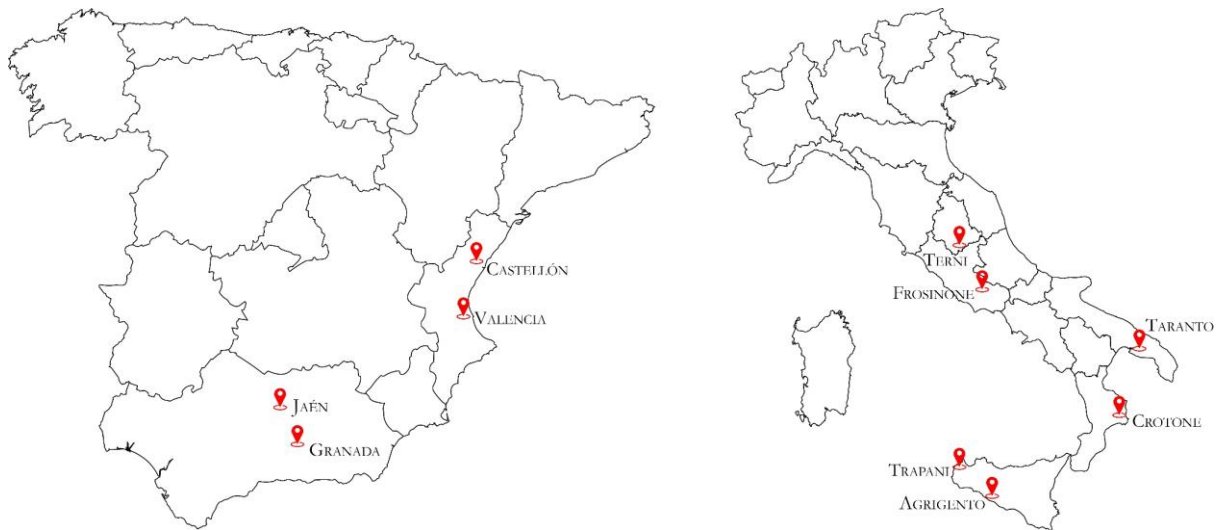 CASTELLÓN
VALENCIA
JAÉN
GRANADA
TERNI
FROSINONE
TARANTO
CROTONE
TRAPANI
AGRIGENTO